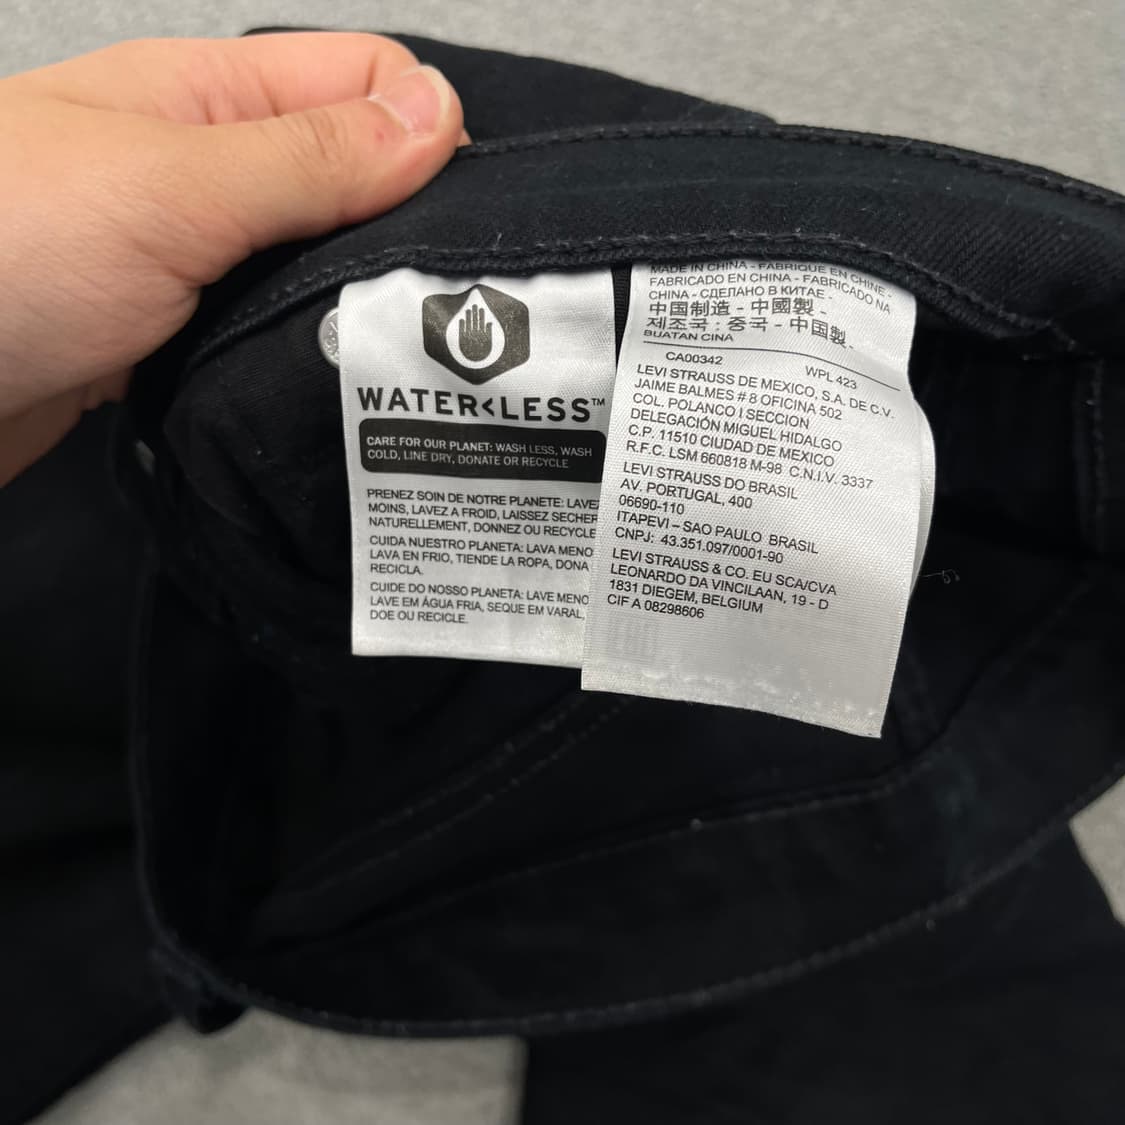 WATER<LESS™
CARE FOR OUR PLANET: WASH LESS, WASH
COLD, LINE DRY, DONATE OR RECYCLE
PRENEZ SOIN DE NOTRE PLANETE: LAVEZ
MOINS, LAVEZ A FROID, LAISSEZ SECHER
NATURELLEMENT, DONNEZ OU RECYCLE
CUIDA NUESTRO PLANETA: LAVA MENO
LAVA EN FRIO, TIENDE LA ROPA, DONA
RECICLA.
CUIDE DO NOSSO PLANETA: LAVE MENO
LAVE EM ÁGUA FRIA, SEQUE EM VARAL,
DOE OU RECICLE.
MADE IN CHINA - FABRIQUE EN CHINE -
FABRICADO EN CHINA - FABRICADO NA
CHINA - СДЕЛАНО В КИТАЕ -
中国制造 - 中國製 -
제조국 : 중국 - 中国製 -
BUATAN CINA
CA00342 WPL 423
LEVI STRAUSS DE MEXICO, S.A. DE C.V.
JAIME BALMES # 8 OFICINA 502
COL. POLANCO I SECCION
DELEGACIÓN MIGUEL HIDALGO
C.P. 11510 CIUDAD DE MEXICO
R.F.C. LSM 660818 M-98 C.N.I.V. 3337
LEVI STRAUSS DO BRASIL
AV. PORTUGAL, 400
06690-110
ITAPEVI – SAO PAULO BRASIL
CNPJ: 43.351.097/0001-90
LEVI STRAUSS & CO. EU SCA/CVA
LEONARDO DA VINCILAAN, 19 - D
1831 DIEGEM, BELGIUM
CIF A 08298606